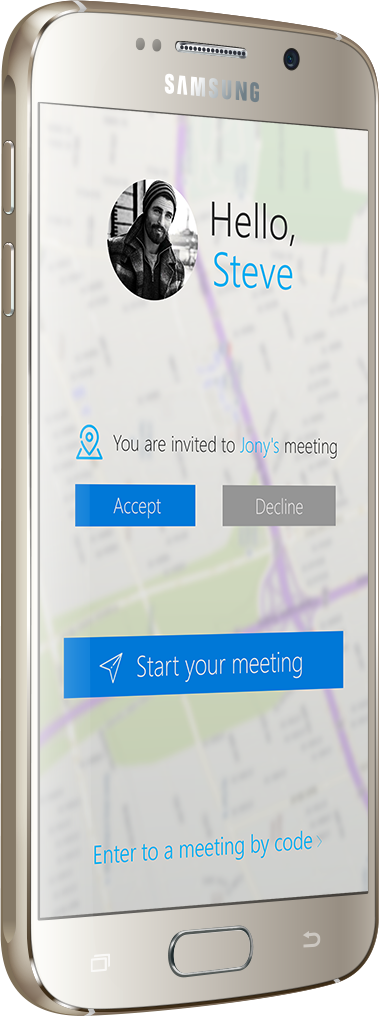 SAMSUNG
Hello,
Steve
You are invited to Jony's meeting
Accept
Decline
Start your meeting
Enter to a meeting by code >